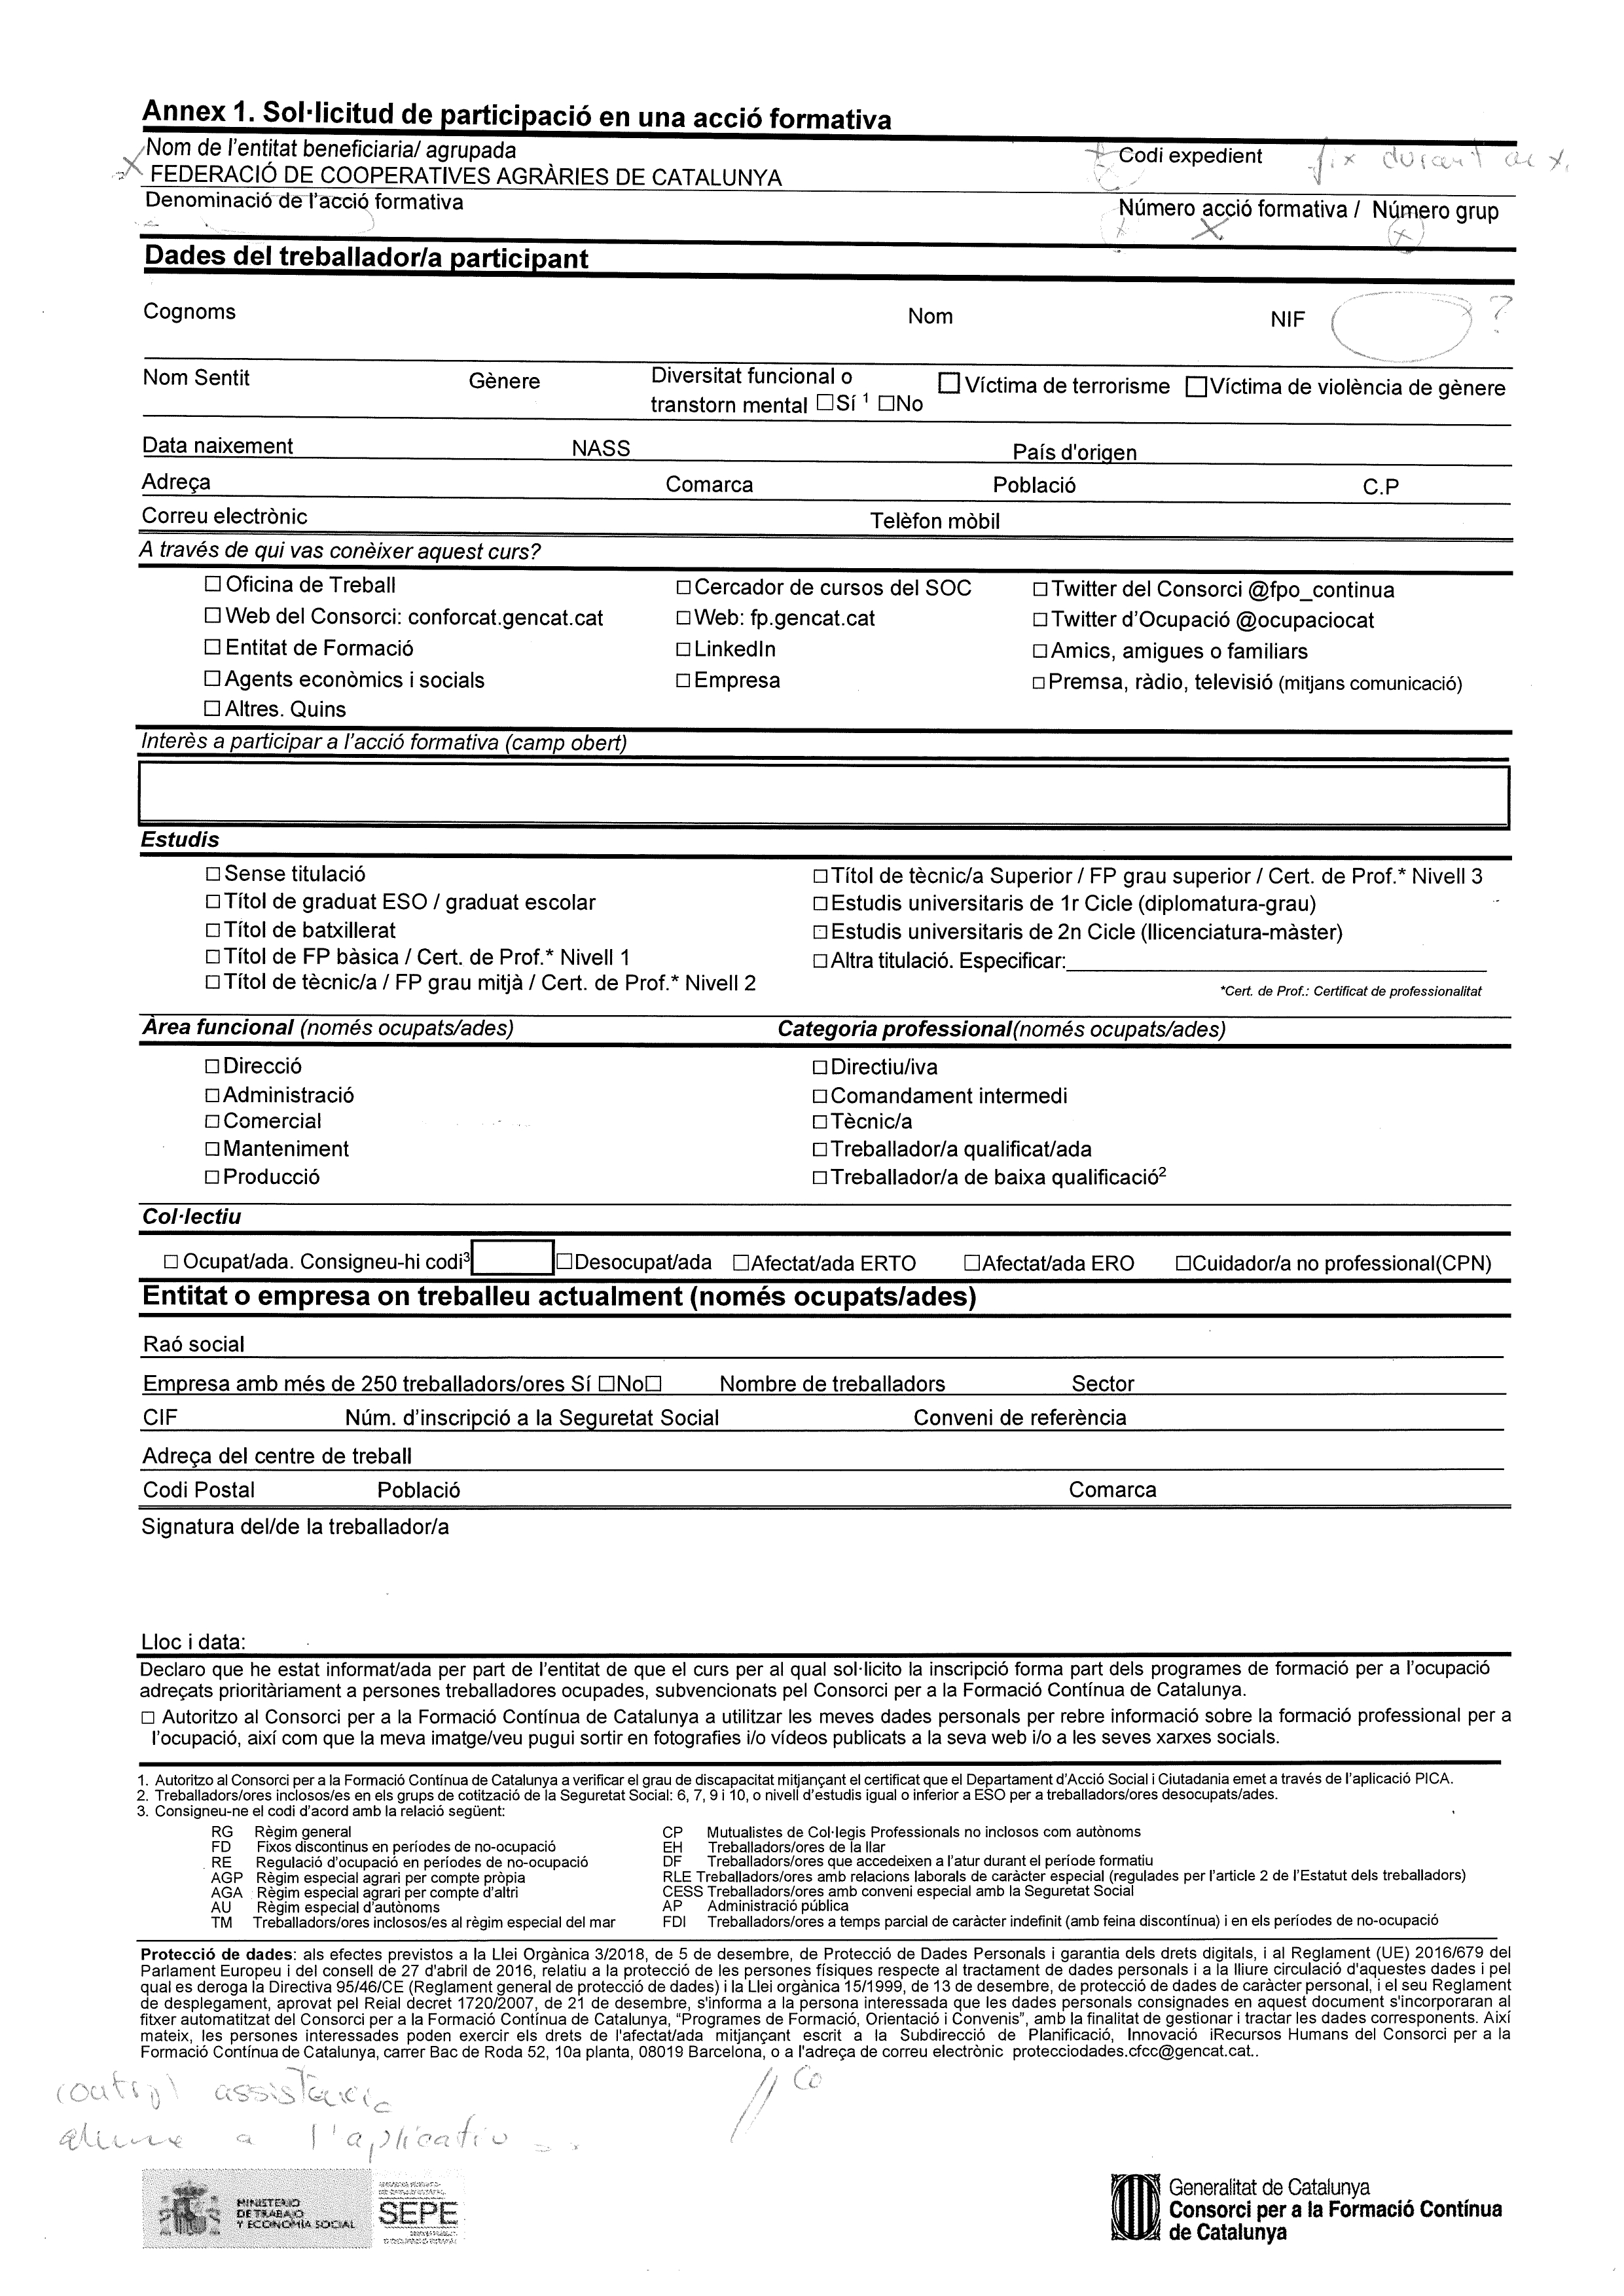 Annex 1. Sol·licitud de participació en una acció formativa
Nom de l'entitat beneficiaria/ agrupada
Codi expedient fix durant
FEDERACIÓ DE COOPERATIVES AGRÀRIES DE CATALUNYA
Denominació de l'acció formativa
Número acció formativa / Número grup
Dades del treballador/a participant
Cognoms Nom NIF ?
Nom Sentit Gènere Diversitat funcional o transtorn mental ☐Sí ¹ ☐No ☐ Víctima de terrorisme ☐ Víctima de violència de gènere
Data naixement NASS País d'origen
Adreça Comarca Població C.P
Correu electrònic Telèfon mòbil
A través de qui vas conèixer aquest curs?
☐ Oficina de Treball ☐ Cercador de cursos del SOC ☐ Twitter del Consorci @fpo_continua
☐ Web del Consorci: conforcat.gencat.cat ☐ Web: fp.gencat.cat ☐ Twitter d'Ocupació @ocupaciocat
☐ Entitat de Formació ☐ LinkedIn ☐ Amics, amigues o familiars
☐ Agents econòmics i socials ☐ Empresa ☐ Premsa, ràdio, televisió (mitjans comunicació)
☐ Altres. Quins
Interès a participar a l'acció formativa (camp obert)
Estudis
☐ Sense titulació ☐ Títol de tècnic/a Superior / FP grau superior / Cert. de Prof.* Nivell 3
☐ Títol de graduat ESO / graduat escolar ☐ Estudis universitaris de 1r Cicle (diplomatura-grau)
☐ Títol de batxillerat ☐ Estudis universitaris de 2n Cicle (llicenciatura-màster)
☐ Títol de FP bàsica / Cert. de Prof.* Nivell 1 ☐ Altra titulació. Especificar:
☐ Títol de tècnic/a / FP grau mitjà / Cert. de Prof.* Nivell 2
*Cert. de Prof.: Certificat de professionalitat
Àrea funcional (només ocupats/ades) Categoria professional(només ocupats/ades)
☐ Direcció ☐ Directiu/iva
☐ Administració ☐ Comandament intermedi
☐ Comercial ☐ Tècnic/a
☐ Manteniment ☐ Treballador/a qualificat/ada
☐ Producció ☐ Treballador/a de baixa qualificació²
Col·lectiu
☐ Ocupat/ada. Consigneu-hi codi³ ☐ Desocupat/ada ☐ Afectat/ada ERTO ☐ Afectat/ada ERO ☐ Cuidador/a no professional(CPN)
Entitat o empresa on treballeu actualment (només ocupats/ades)
Raó social
Empresa amb més de 250 treballadors/ores Sí ☐ No☐ Nombre de treballadors Sector
CIF Núm. d'inscripció a la Seguretat Social Conveni de referència
Adreça del centre de treball
Codi Postal Població Comarca
Signatura del/de la treballador/a
Lloc i data:
Declaro que he estat informat/ada per part de l'entitat de que el curs per al qual sol·licito la inscripció forma part dels programes de formació per a l'ocupació
adreçats prioritàriament a persones treballadores ocupades, subvencionats pel Consorci per a la Formació Contínua de Catalunya.
☐ Autoritzo al Consorci per a la Formació Contínua de Catalunya a utilitzar les meves dades personals per rebre informació sobre la formació professional per a
l'ocupació, així com que la meva imatge/veu pugui sortir en fotografies i/o vídeos publicats a la seva web i/o a les seves xarxes socials.
1. Autoritzo al Consorci per a la Formació Contínua de Catalunya a verificar el grau de discapacitat mitjançant el certificat que el Departament d'Acció Social i Ciutadania emet a través de l'aplicació PICA.
2. Treballadors/ores inclosos/es en els grups de cotització de la Seguretat Social: 6, 7, 9 i 10, o nivell d'estudis igual o inferior a ESO per a treballadors/ores desocupats/ades.
3. Consigneu-ne el codi d'acord amb la relació següent:
RG Règim general CP Mutualistes de Col·legis Professionals no inclosos com autònoms
FD Fixos discontinus en períodes de no-ocupació EH Treballadors/ores de la llar
RE Regulació d'ocupació en períodes de no-ocupació DF Treballadors/ores que accedeixen a l'atur durant el període formatiu
AGP Règim especial agrari per compte pròpia RLE Treballadors/ores amb relacions laborals de caràcter especial (regulades per l'article 2 de l'Estatut dels treballadors)
AGA Règim especial agrari per compte d'altri CESS Treballadors/ores amb conveni especial amb la Seguretat Social
AU Règim especial d'autònoms AP Administració pública
TM Treballadors/ores inclosos/es al règim especial del mar FDI Treballadors/ores a temps parcial de caràcter indefinit (amb feina discontínua) i en els períodes de no-ocupació
Protecció de dades: als efectes previstos a la Llei Orgànica 3/2018, de 5 de desembre, de Protecció de Dades Personals i garantia dels drets digitals, i al Reglament (UE) 2016/679 del
Parlament Europeu i del consell de 27 d'abril de 2016, relatiu a la protecció de les persones físiques respecte al tractament de dades personals i a la lliure circulació d'aquestes dades i pel
qual es deroga la Directiva 95/46/CE (Reglament general de protecció de dades) i la Llei orgànica 15/1999, de 13 de desembre, de protecció de dades de caràcter personal, i el seu Reglament
de desplegament, aprovat pel Reial decret 1720/2007, de 21 de desembre, s'informa a la persona interessada que les dades personals consignades en aquest document s'incorporaran al
fitxer automatitzat del Consorci per a la Formació Contínua de Catalunya, "Programes de Formació, Orientació i Convenis", amb la finalitat de gestionar i tractar les dades corresponents. Així
mateix, les persones interessades poden exercir els drets de l'afectat/ada mitjançant escrit a la Subdirecció de Planificació, Innovació iRecursos Humans del Consorci per a la
Formació Contínua de Catalunya, carrer Bac de Roda 52, 10a planta, 08019 Barcelona, o a l'adreça de correu electrònic protecciodades.cfcc@gencat.cat..
control assistència
alumne a l'aplicatiu
MINISTERIO
DE TRABAJO
Y ECONOMÍA SOCIAL
SEPE
Generalitat de Catalunya
Consorci per a la Formació Contínua
de Catalunya